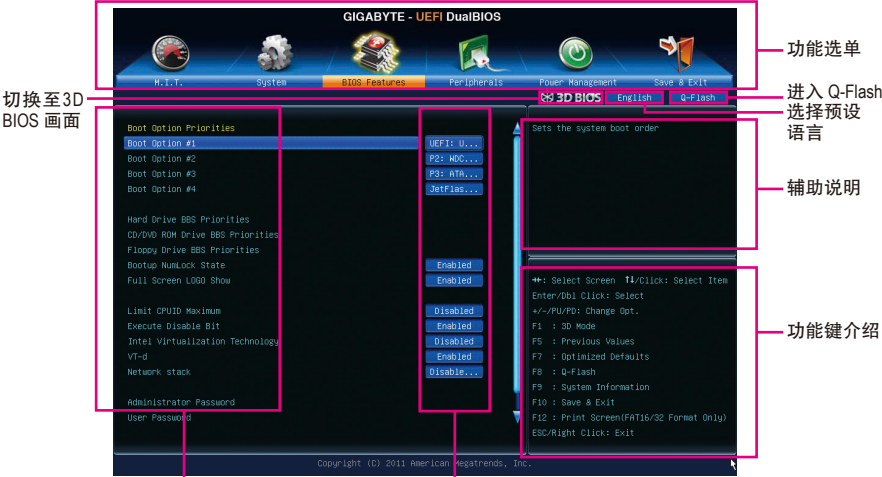 GIGABYTE - UEFI DualBIOS
M.I.T.
System
BIOS Features
Peripherals
Power Management
Save & Exit
功能选单
切换至3D
BIOS 画面
3D BIOS
English
Q-Flash
进入 Q-Flash
选择预设
语言
Boot Option Priorities
Boot Option #1 UEFI: U...
Boot Option #2 P2: WDC...
Boot Option #3 P3: ATA...
Boot Option #4 JetFlas...
Hard Drive BBS Priorities
CD/DVD ROM Drive BBS Priorities
Floppy Drive BBS Priorities
Bootup NumLock State Enabled
Full Screen LOGO Show Enabled
Limit CPUID Maximum Disabled
Execute Disable Bit Enabled
Intel Virtualization Technology Disabled
VT-d Enabled
Network stack Disable...
Administrator Password
User Password
Sets the system boot order
辅助说明
→←: Select Screen ↑↓/Click: Select Item
Enter/Dbl Click: Select
+/-/PU/PD: Change Opt.
F1 : 3D Mode
F5 : Previous Values
F7 : Optimized Defaults
F8 : Q-Flash
F9 : System Information
F10 : Save & Exit
F12 : Print Screen(FAT16/32 Format Only)
ESC/Right Click: Exit
功能键介绍
Copyright (C) 2011 American Megatrends, Inc.